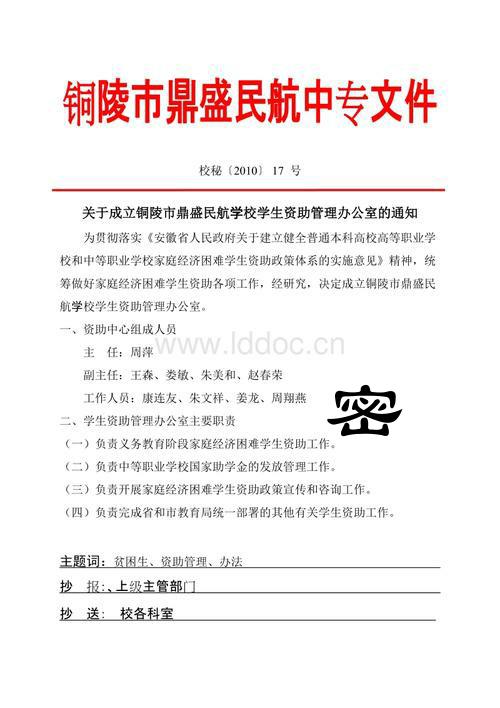 铜陵市鼎盛民航中专文件
校秘〔2010〕17 号
关于成立铜陵市鼎盛民航学校学生资助管理办公室的通知
为贯彻落实《安徽省人民政府关于建立健全普通本科高校高等职业学
校和中等职业学校家庭经济困难学生资助政策体系的实施意见》精神，统
筹做好家庭经济困难学生资助各项工作，经研究，决定成立铜陵市鼎盛民
航学校学生资助管理办公室。
一、资助中心组成人员
主　任：周萍
www.lddoc.cn
副主任：王森、娄敏、朱美和、赵春荣
工作人员：康连友、朱文祥、姜龙、周翔燕
密
二、学生资助管理办公室主要职责
（一）负责义务教育阶段家庭经济困难学生资助工作。
（二）负责中等职业学校国家助学金的发放管理工作。
（三）负责开展家庭经济困难学生资助政策宣传和咨询工作。
（四）负责完成省和市教育局统一部署的其他有关学生资助工作。
主题词：贫困生、资助管理、办法
抄　报：、上级主管部门
抄　送：　校各科室